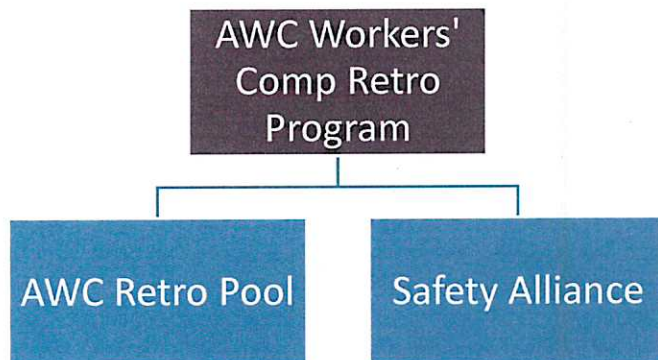 AWC Workers'
Comp Retro
Program
AWC Retro Pool
Safety Alliance